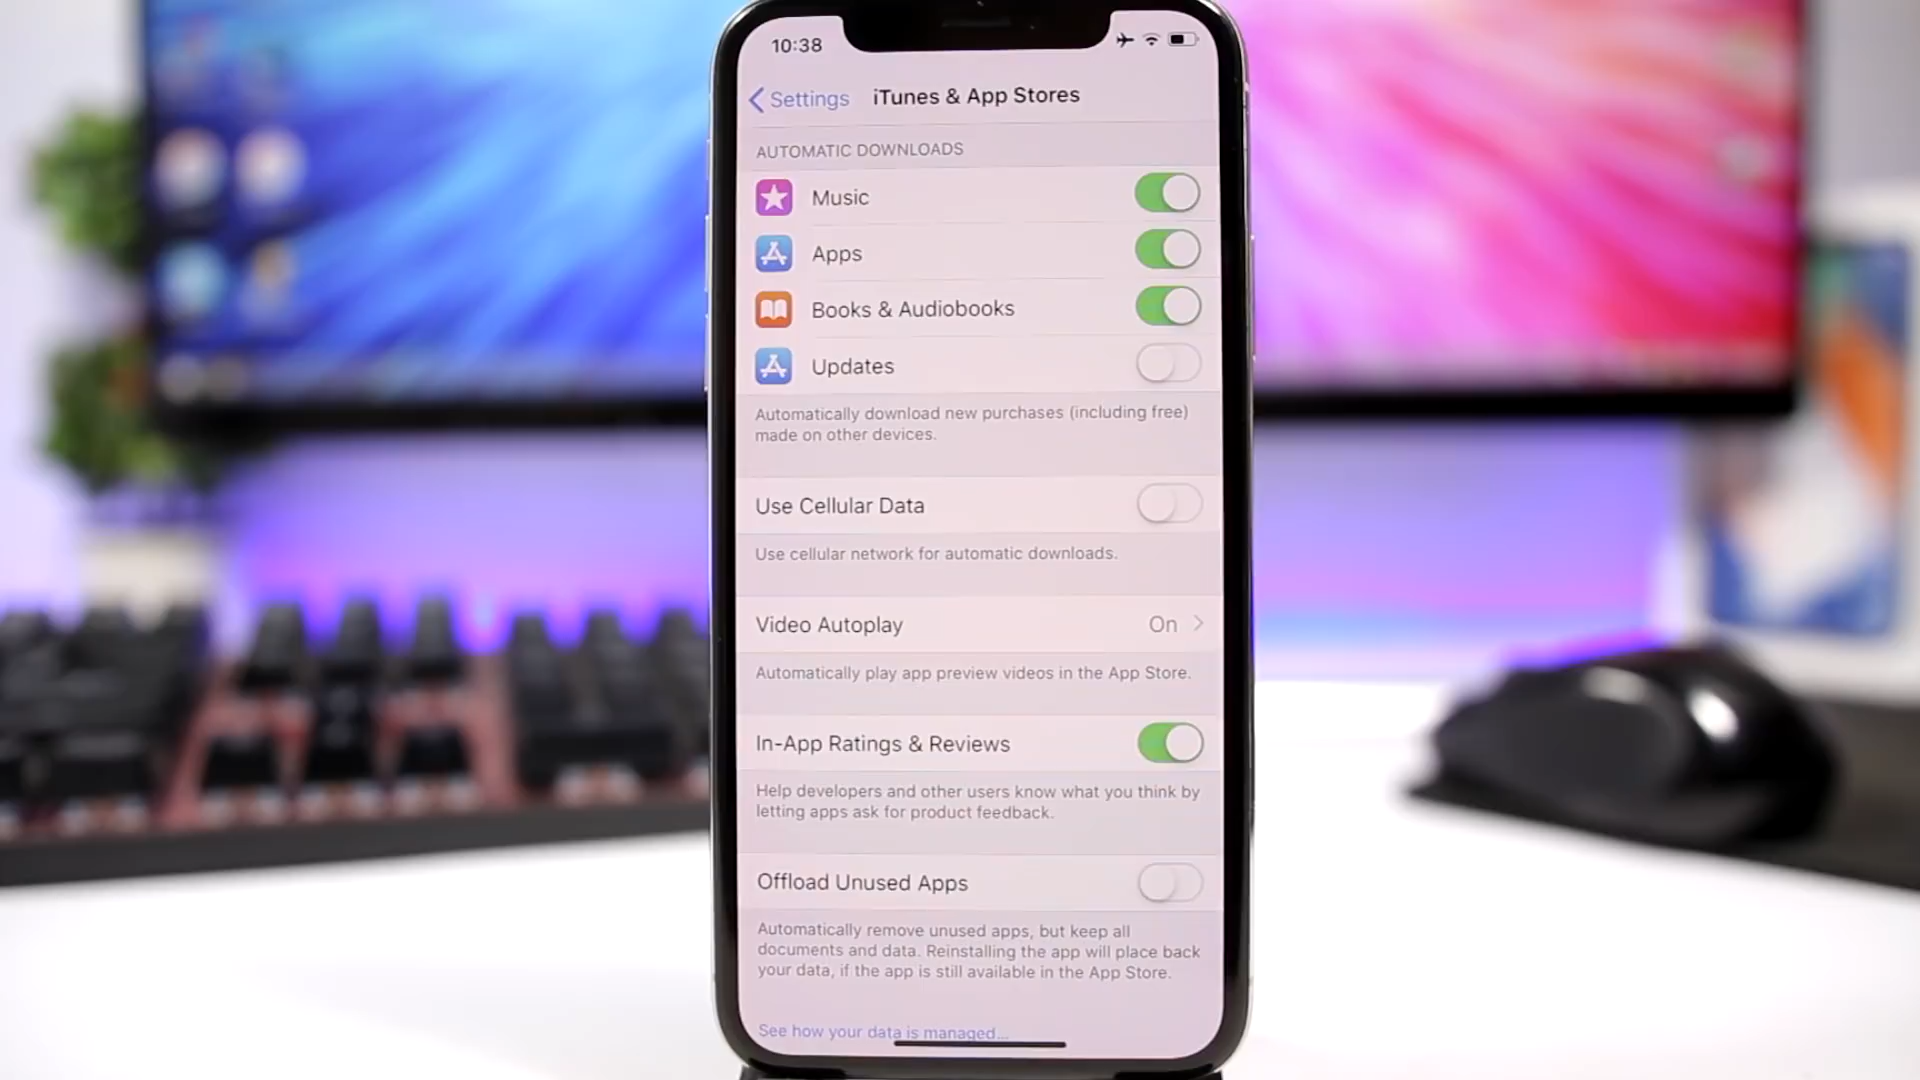 10:38
Settings
iTunes & App Stores
AUTOMATIC DOWNLOADS
Music
Apps
Books & Audiobooks
Updates
Automatically download new purchases (including free)
made on other devices.
Use Cellular Data
Use cellular network for automatic downloads.
Video Autoplay
On
Automatically play app preview videos in the App Store.
In-App Ratings & Reviews
Help developers and other users know what you think by
letting apps ask for product feedback.
Offload Unused Apps
Automatically remove unused apps, but keep all
documents and data. Reinstalling the app will place back
your data, if the app is still available in the App Store.
See how your data is managed...